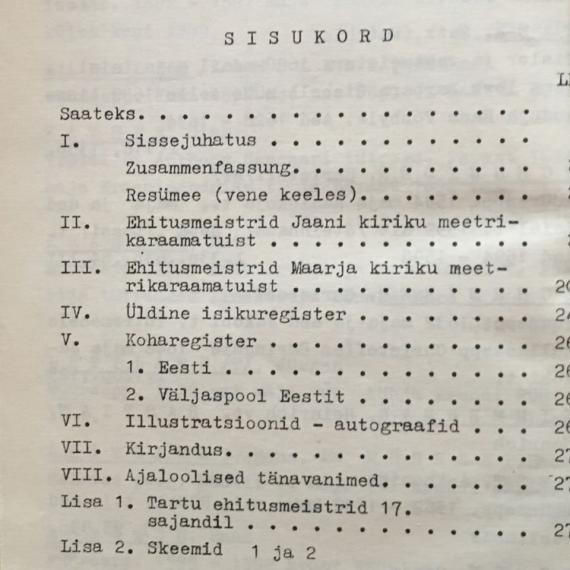 SISUKORD
Saateks. . . . . . . . . . . . . . . . . .
I. Sissejuhatus . . . . . . . . . . . . .
Zusammenfassung. . . . . . . . . . . .
Resümee (vene keeles). . . . . . . . .
II. Ehitusmeistrid Jaani kiriku meetri-
karaamatuist . . . . . . . . . . . . .
III. Ehitusmeistrid Maarja kiriku meet-
rikaraamatuist . . . . . . . . . . . .
IV. Üldine isikuregister . . . . . . . . .
V. Koharegister . . . . . . . . . . . . .
1. Eesti . . . . . . . . . . . . . . .
2. Väljaspool Eestit . . . . . . . . .
VI. Illustratsioonid - autograafid . . .
VII. Kirjandus. . . . . . . . . . . . . . .
VIII. Ajaloolised tänavanimed. . . . . . . .
Lisa 1. Tartu ehitusmeistrid 17.
sajandil . . . . . . . . . . . . . .
Lisa 2. Skeemid 1 ja 2